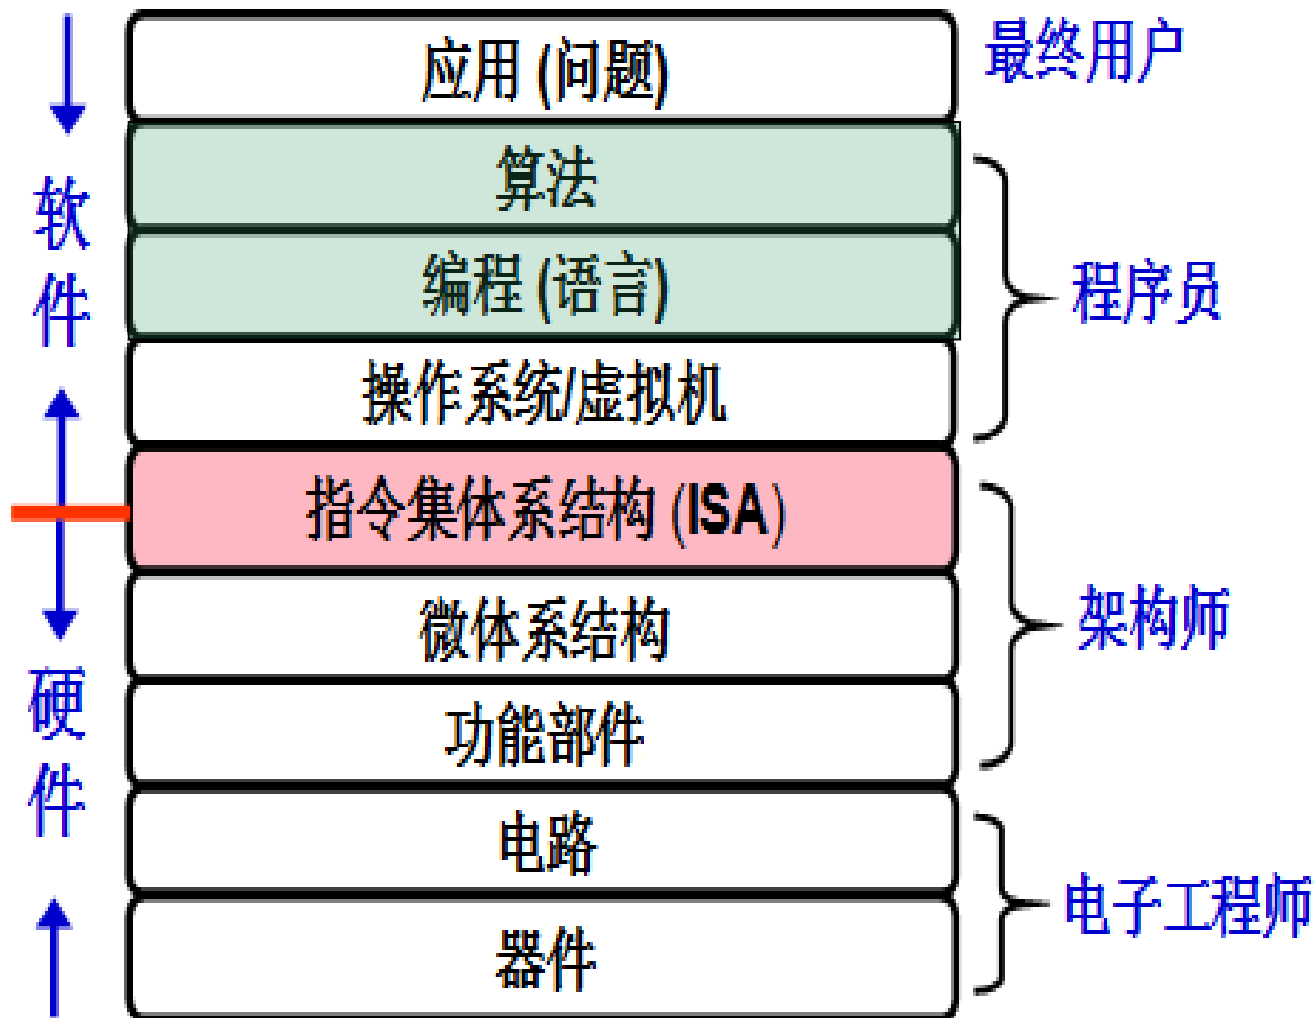 应用 (问题)
最终用户
算法
编程 (语言)
操作系统/虚拟机
程序员
软
件
指令集体系结构 (ISA)
微体系结构
功能部件
架构师
硬
件
电路
器件
电子工程师